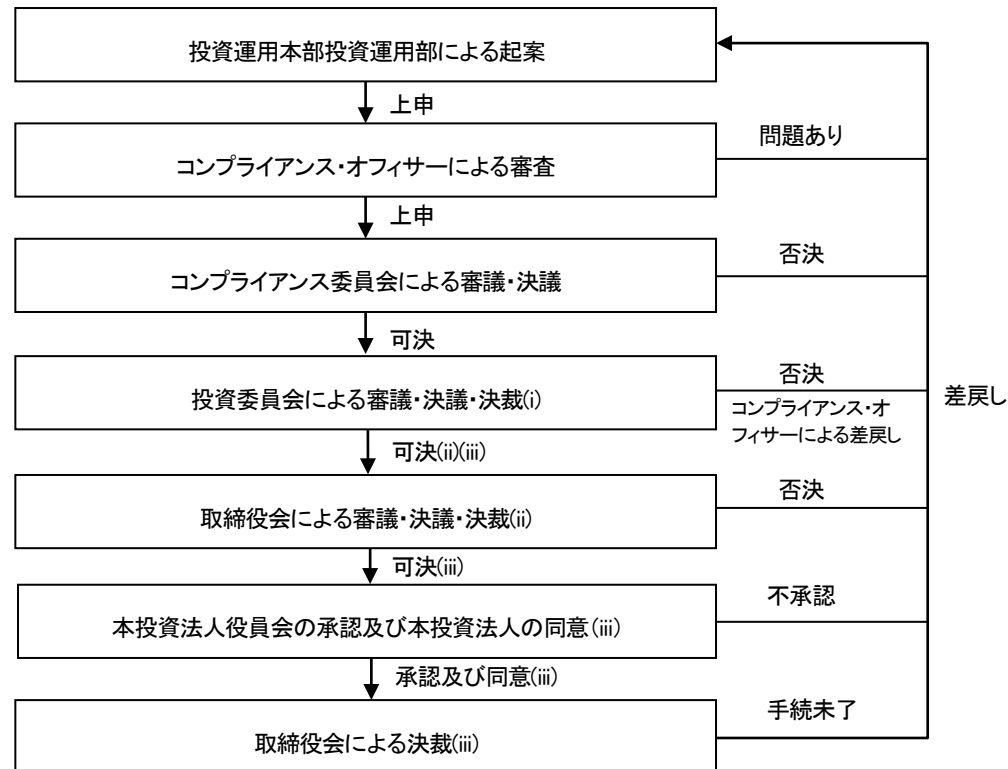 投資運用本部投資運用部による起案
上申
問題あり
コンプライアンス・オフィサーによる審査
上申
否決
コンプライアンス委員会による審議・決議
可決
否決
投資委員会による審議・決議・決裁(i)
コンプライアンス・オ
フィサーによる差戻し
差戻し
可決(ii)(iii)
否決
取締役会による審議・決議・決裁(ii)
可決(iii)
不承認
本投資法人役員会の承認及び本投資法人の同意(iii)
承認及び同意(iii)
手続未了
取締役会による決裁(iii)